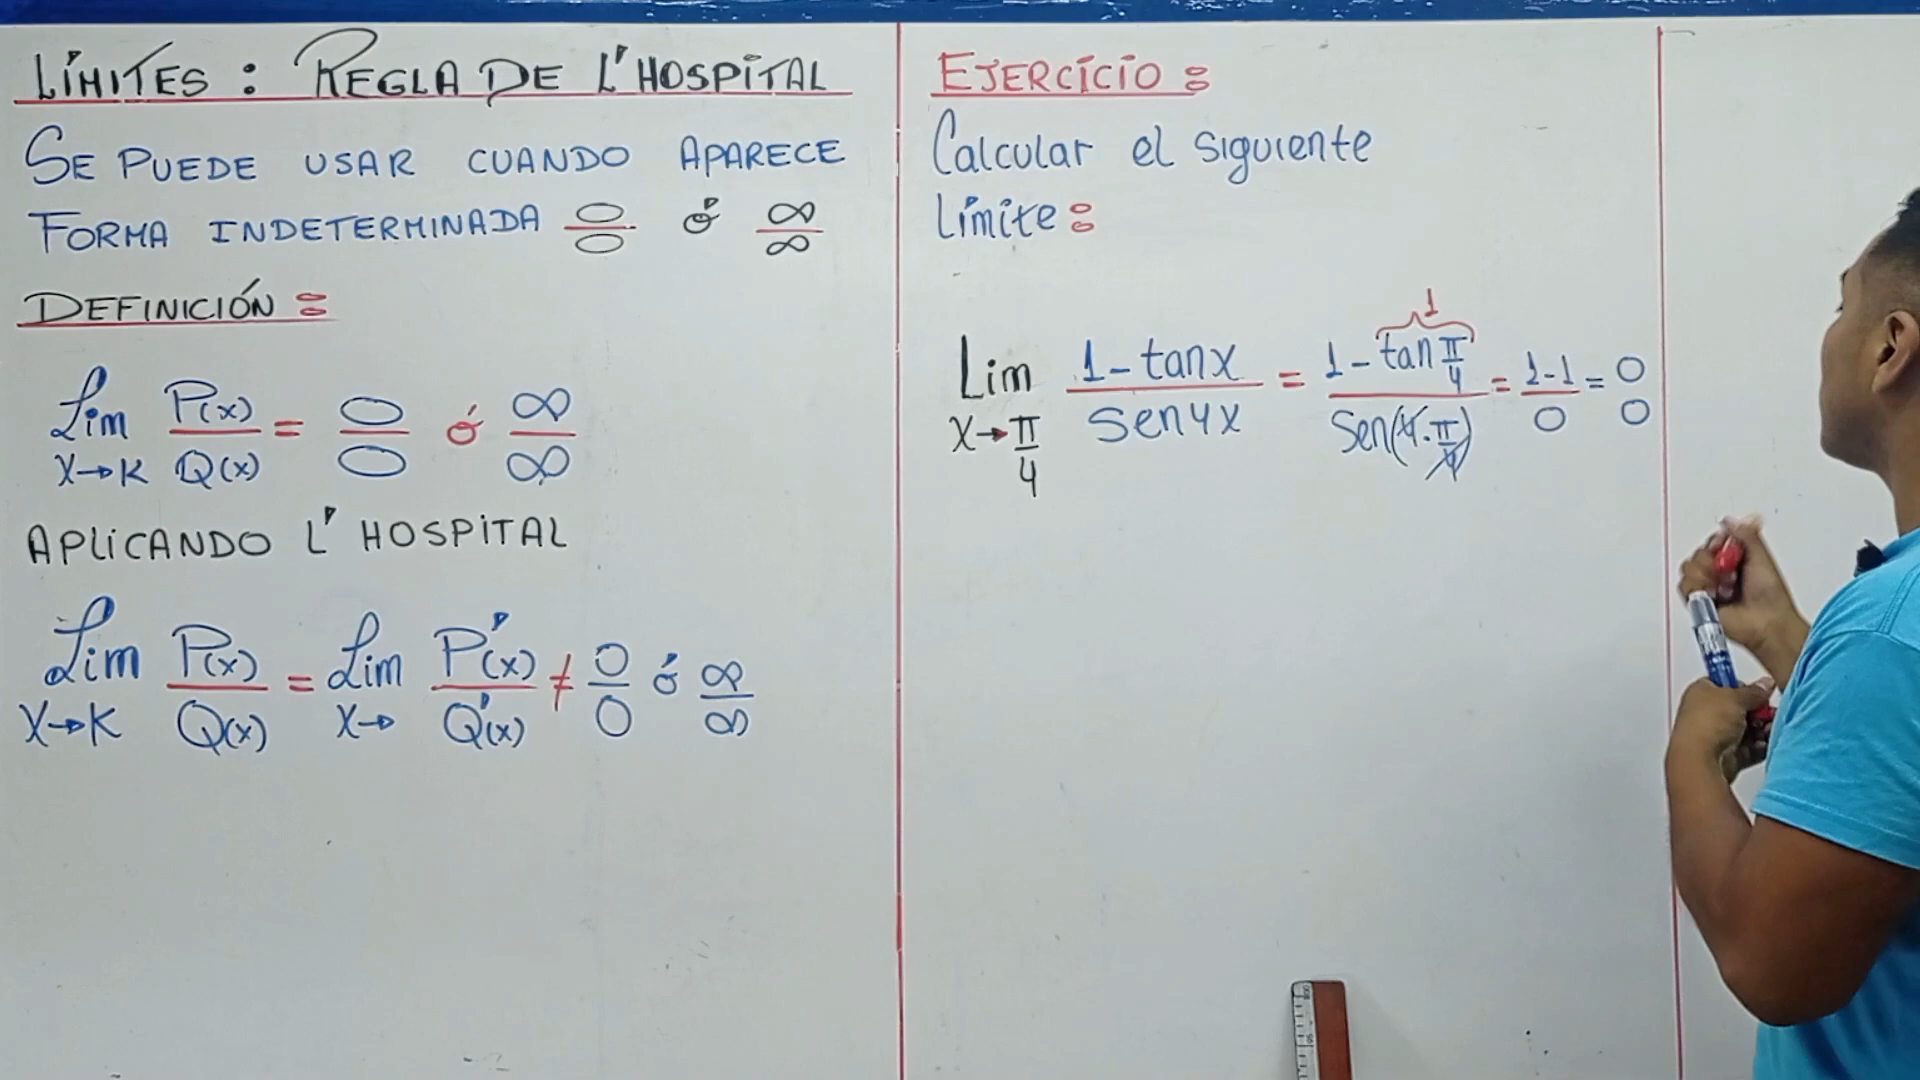 LÍMITES : REGLA DE L'HOSPITAL
SE PUEDE USAR CUANDO APARECE
FORMA INDETERMINADA 0/0 ó ∞/∞
DEFINICIÓN :
Lim x→K P(x)/Q(x) = 0/0 ó ∞/∞
APLICANDO L'HOSPITAL
Lim x→K P(x)/Q(x) = Lim x→ P'(x)/Q'(x) ≠ 0/0 ó ∞/∞
EJERCICIO :
Calcular el siguiente
Límite :
1
Lim x→π/4 1-tanx/sen4x = 1-tan π/4/sen(4·π/4) = 1-1/0 = 0/0